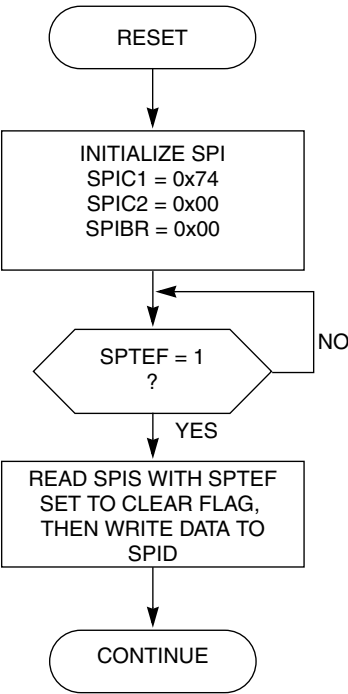 RESET
INITIALIZE SPI
SPIC1 = 0x74
SPIC2 = 0x00
SPIBR = 0x00
SPTEF = 1
?
NO
YES
READ SPIS WITH SPTEF
SET TO CLEAR FLAG,
THEN WRITE DATA TO
SPID
CONTINUE